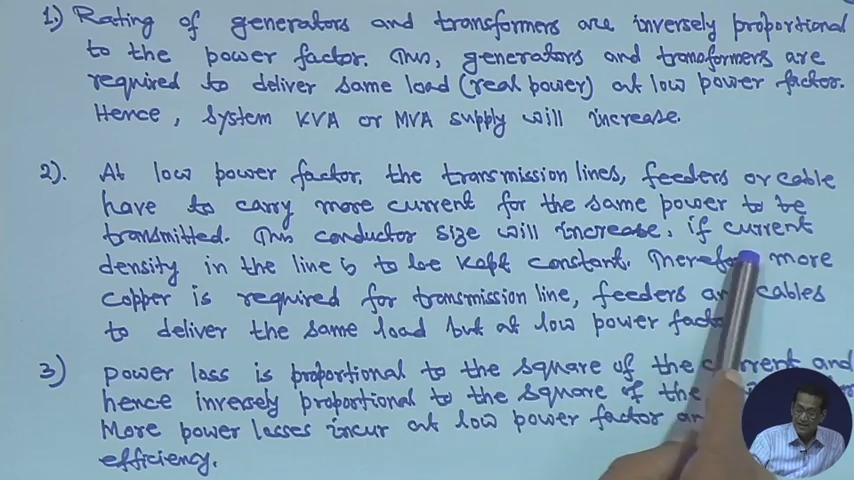 1.) Rating of generators and transformers are inversely proportional
to the power factor. Thus, generators and transformers are
required to deliver same load (real power) at low power factor.
Hence, system KVA or MVA supply will increase.
2). At low power factor, the transmission lines, feeders or cable
have to carry more current for the same power to be
transmitted. Thus conductor size will increase, if current
density in the line is to be kept constant. more
copper is required for transmission line, feeders cables
to deliver the same load but at low power
3) power loss is proportional to the square of the current and
hence inversely proportional to the square of the
More power losses incur at low power factor
efficiency.